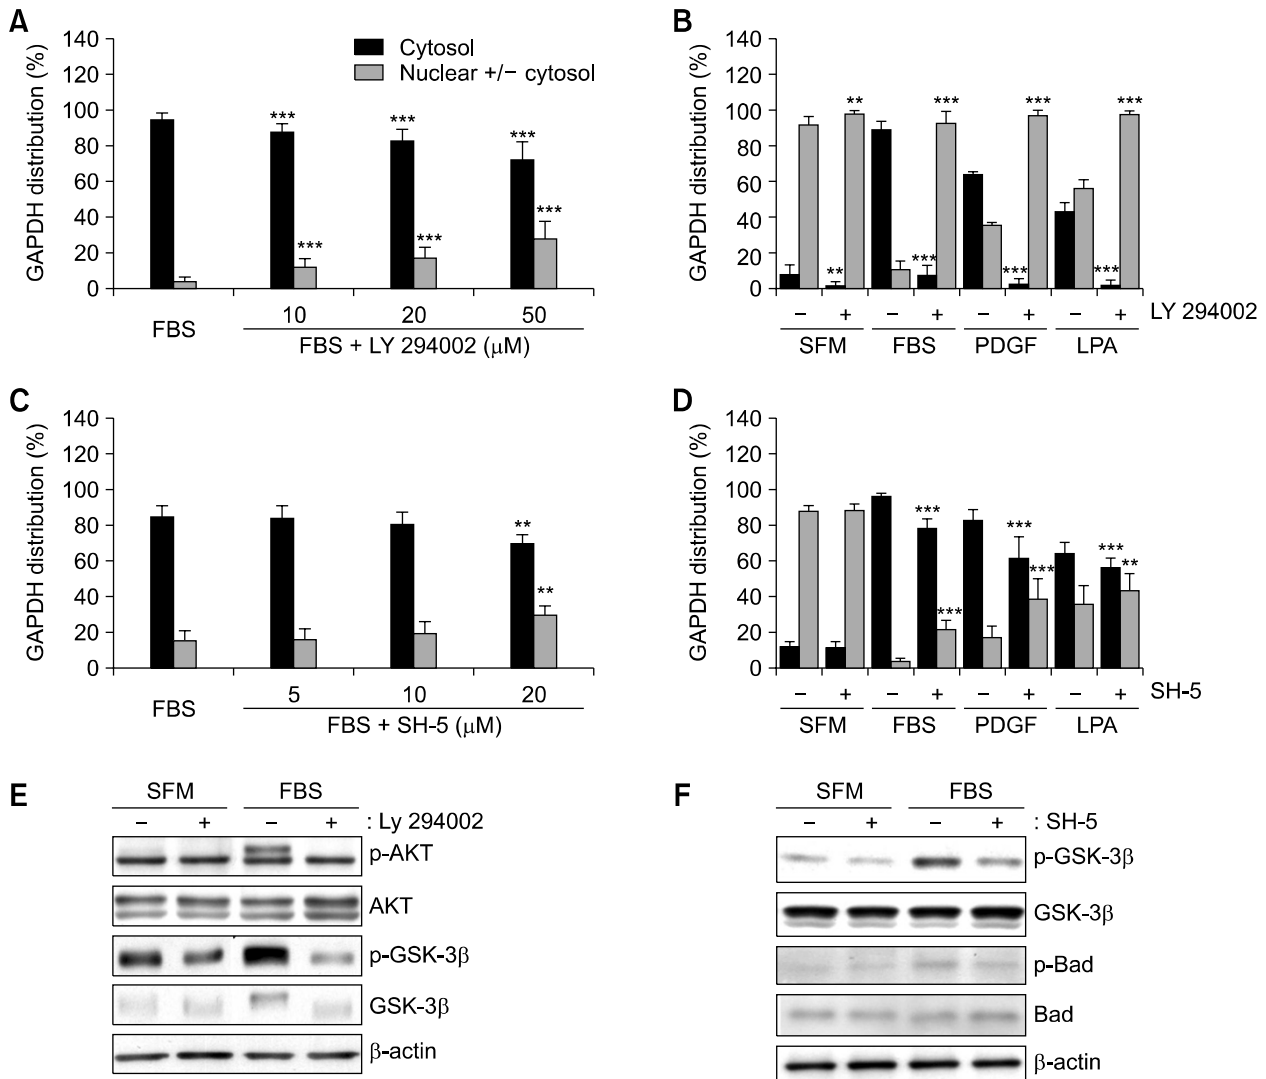 A
B
GAPDH distribution (%)
140
120
100
80
60
40
20
0
Cytosol
Nuclear +/− cytosol
*** *** ***
*** *** ***
FBS
10 20 50
FBS + LY 294002 (μM)
GAPDH distribution (%)
140
120
100
80
60
40
20
0
** *** *** ***
** *** *** ***
− + − + − + − + LY 294002
SFM FBS PDGF LPA
C
D
GAPDH distribution (%)
140
120
100
80
60
40
20
0
**
**
FBS
5 10 20
FBS + SH-5 (μM)
GAPDH distribution (%)
140
120
100
80
60
40
20
0
*** *** ***
*** *** **
− + − + − + − + SH-5
SFM FBS PDGF LPA
E
SFM FBS
− + − + : Ly 294002
p-AKT
AKT
p-GSK-3β
GSK-3β
β-actin
F
SFM FBS
− + − + : SH-5
p-GSK-3β
GSK-3β
p-Bad
Bad
β-actin